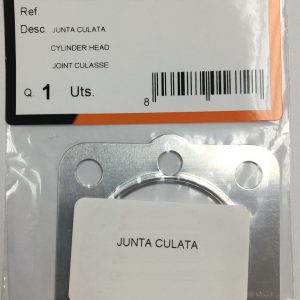 Ref.
Desc JUNTA CULATA
CYLINDER HEAD
JOINT CULASSE
Q. 1 Uts.
8
JUNTA CULATA